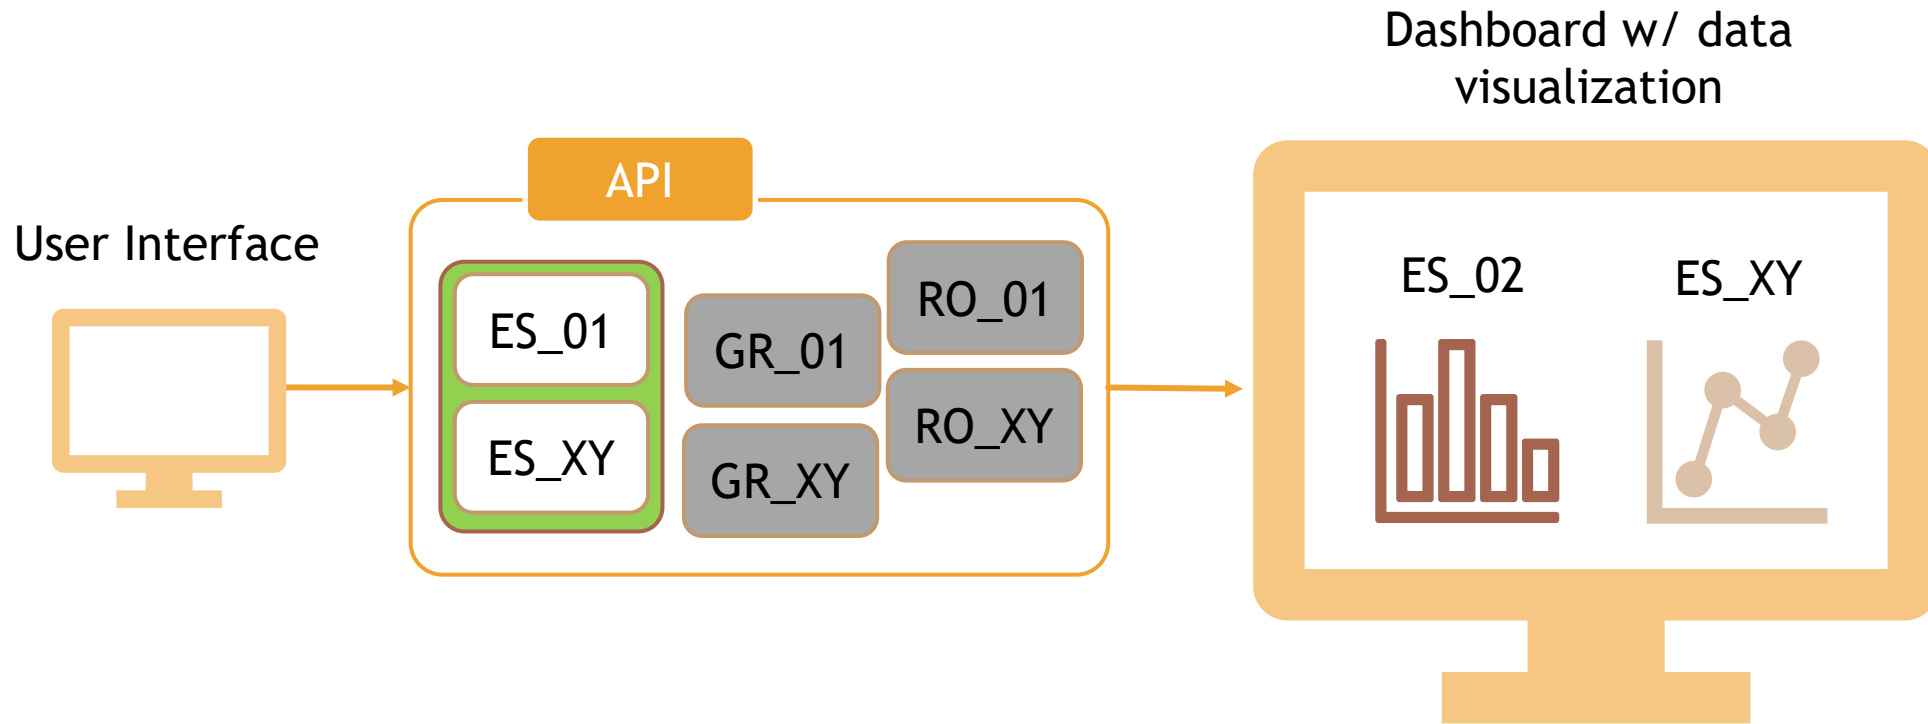 Dashboard w/ data
visualization
API
User Interface
ES_01
ES_XY
GR_01
GR_XY
RO_01
RO_XY
ES_02
ES_XY